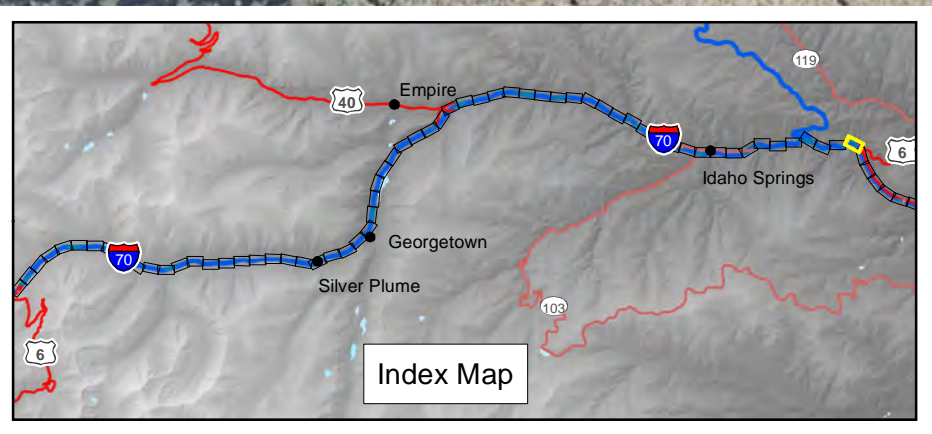 119
Empire
40
70
6
Idaho Springs
Georgetown
70
Silver Plume
103
6
Index Map